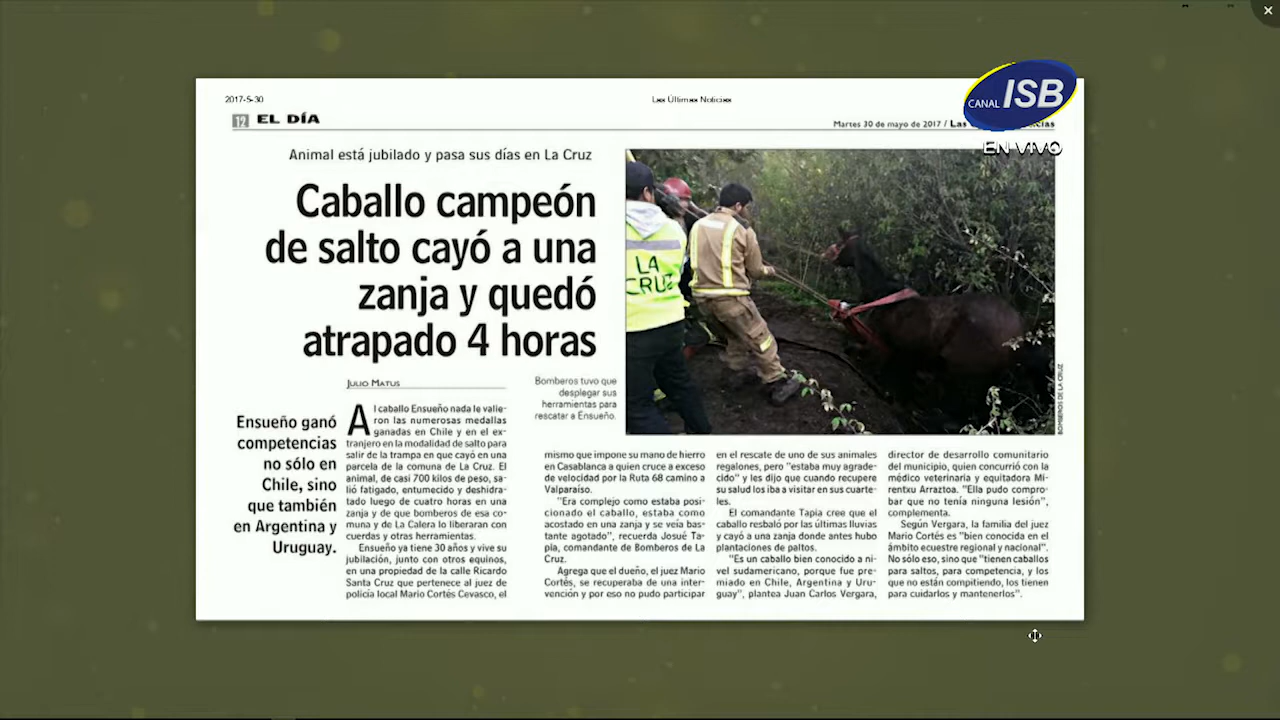 2017-5-30
Las Últimas Noticias
CANAL ISB
EN VIVO
12 EL DÍA
Martes 30 de mayo de 2017 / Las
Animal está jubilado y pasa sus días en La Cruz
Caballo campeón
de salto cayó a una
zanja y quedó
atrapado 4 horas
LA
CRUZ
BOMBEROS DE LA CRUZ
Bomberos tuvo que
desplegar sus
herramientas para
rescatar a Ensueño.
Ensueño ganó
competencias
no sólo en
Chile, sino
que también
en Argentina y
Uruguay.
JULIO MATUS
Al caballo Ensueño nada le valie-
ron las numerosas medallas
ganadas en Chile y en el ex-
tranjero en la modalidad de salto para
salir de la trampa en que cayó en una
parcela de la comuna de La Cruz. El
animal, de casi 700 kilos de peso, sa-
lió fatigado, entumecido y deshidra-
tado luego de cuatro horas en una
zanja y de que bomberos de esa co-
muna y de La Calera lo liberaran con
cuerdas y otras herramientas.
Ensueño ya tiene 30 años y vive su
jubilación, junto con otros equinos,
en una propiedad de la calle Ricardo
Santa Cruz que pertenece al juez de
policía local Mario Cortés Cevasco, el
mismo que impone su mano de hierro
en Casablanca a quien cruce a exceso
de velocidad por la Ruta 68 camino a
Valparaíso.
"Era complejo como estaba posi-
cionado el caballo, estaba como
acostado en una zanja y se veía bas-
tante agotado", recuerda Josué Ta-
pia, comandante de Bomberos de La
Cruz.
Agrega que el dueño, el juez Mario
Cortés, se recuperaba de una inter-
vención y por eso no pudo participar
en el rescate de uno de sus animales
regalones, pero "estaba muy agrade-
cido" y les dijo que cuando recupere
su salud los iba a visitar en sus cuarte-
les.
El comandante Tapia cree que el
caballo resbaló por las últimas lluvias
y cayó a una zanja donde antes hubo
plantaciones de paltos.
"Es un caballo bien conocido a ni-
vel sudamericano, porque fue pre-
miado en Chile, Argentina y Uru-
guay", plantea Juan Carlos Vergara,
director de desarrollo comunitario
del municipio, quien concurrió con la
médico veterinaria y equitadora Mi-
rentxu Arraztoa. "Ella pudo compro-
bar que no tenía ninguna lesión",
complementa.
Según Vergara, la familia del juez
Mario Cortés es "bien conocida en el
ámbito ecuestre regional y nacional".
No sólo eso, sino que "tienen caballos
para saltos, para competencia, y los
que no están compitiendo, los tienen
para cuidarlos y mantenerlos".